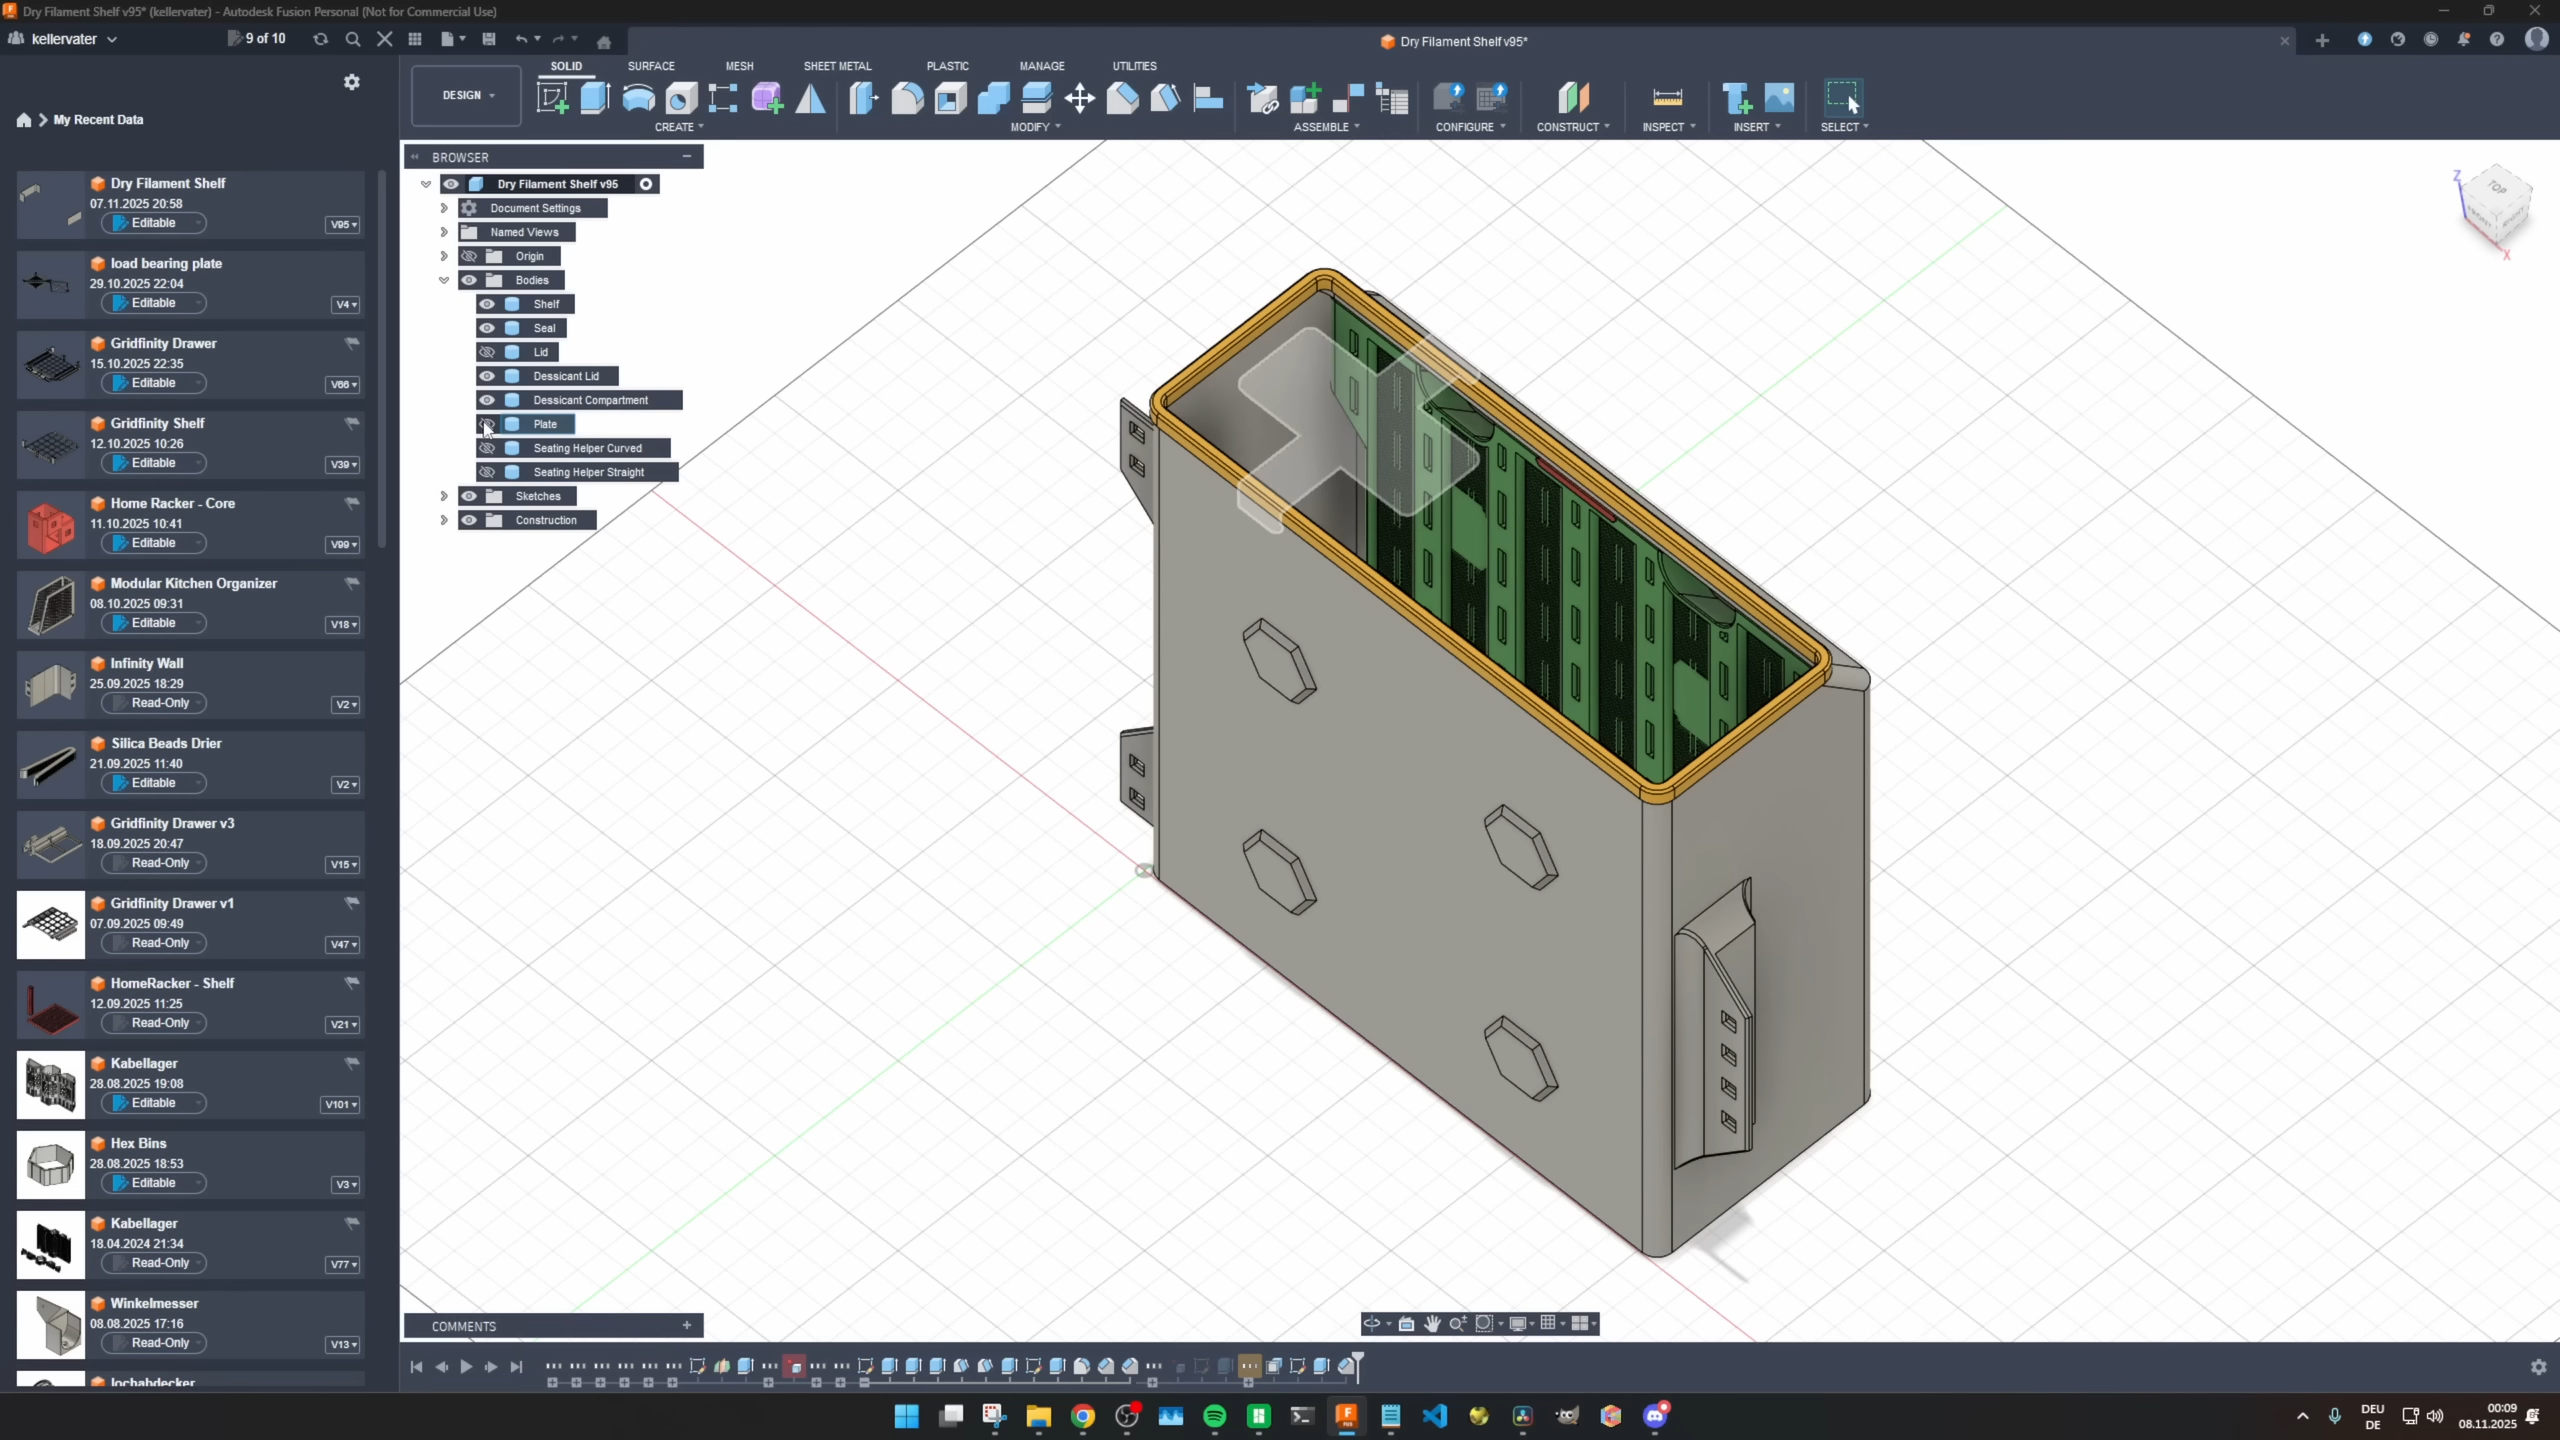 Dry Filament Shelf v95* (kellervater) - Autodesk Fusion Personal (Not for Commercial Use)
kellervater
9 of 10
Dry Filament Shelf v95*
My Recent Data
Dry Filament Shelf
07.11.2025 20:58
Editable
V95
load bearing plate
29.10.2025 22:04
Editable
V4
Gridfinity Drawer
15.10.2025 22:35
Editable
V66
Gridfinity Shelf
12.10.2025 10:26
Editable
V39
Home Racker - Core
11.10.2025 10:41
Editable
V99
Modular Kitchen Organizer
08.10.2025 09:31
Editable
V18
Infinity Wall
25.09.2025 18:29
Read-Only
V2
Silica Beads Drier
21.09.2025 11:40
Editable
V2
Gridfinity Drawer v3
18.09.2025 20:47
Read-Only
V15
Gridfinity Drawer v1
07.09.2025 09:49
Read-Only
V47
HomeRacker - Shelf
12.09.2025 11:25
Read-Only
V21
Kabellager
28.08.2025 19:08
Editable
V101
Hex Bins
28.08.2025 18:53
Editable
V3
Kabellager
18.04.2024 21:34
Read-Only
V77
Winkelmesser
08.08.2025 17:16
Read-Only
V13
lochabdecker
DESIGN
SOLID SURFACE MESH SHEET METAL PLASTIC MANAGE UTILITIES
CREATE MODIFY ASSEMBLE CONFIGURE CONSTRUCT INSPECT INSERT SELECT
BROWSER
Dry Filament Shelf v95
Document Settings
Named Views
Origin
Bodies
Shelf
Seal
Lid
Dessicant Lid
Dessicant Compartment
Plate
Seating Helper Curved
Seating Helper Straight
Sketches
Construction
Z
TOP
FRONT
X
COMMENTS
DEU
DE
00:09
08.11.2025